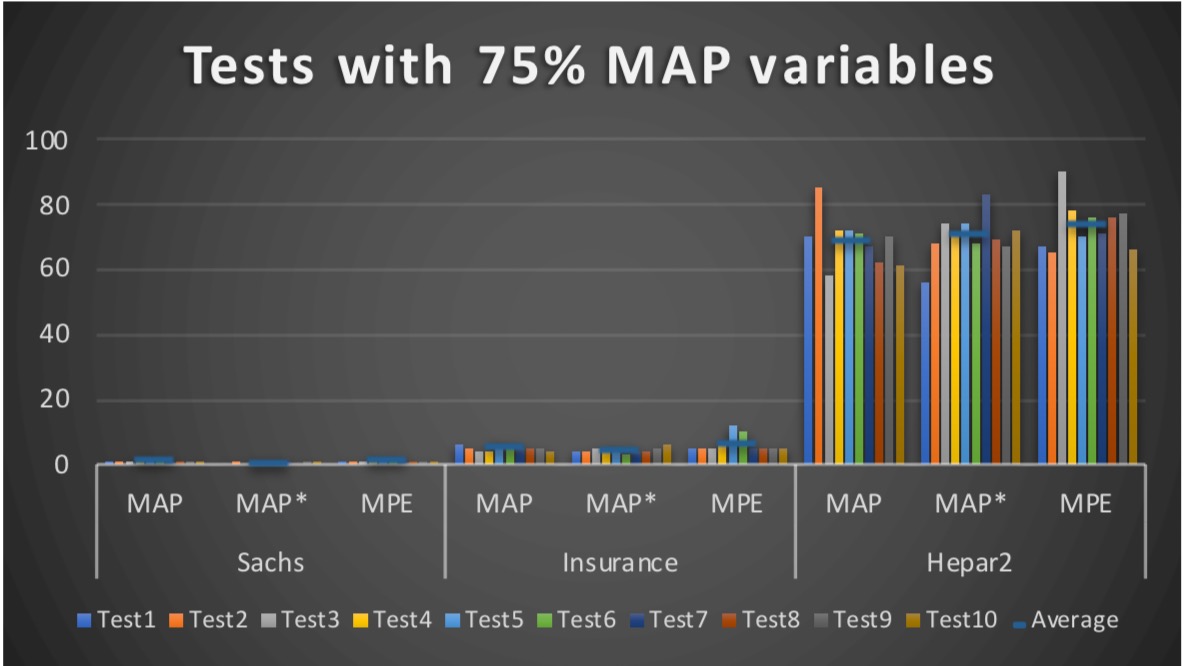 Tests with 75% MAP variables
100
80
60
40
20
0
MAP MAP* MPE MAP MAP* MPE MAP MAP* MPE
Sachs Insurance Hepar2
Test1 Test2 Test3 Test4 Test5 Test6 Test7 Test8 Test9 Test10 Average